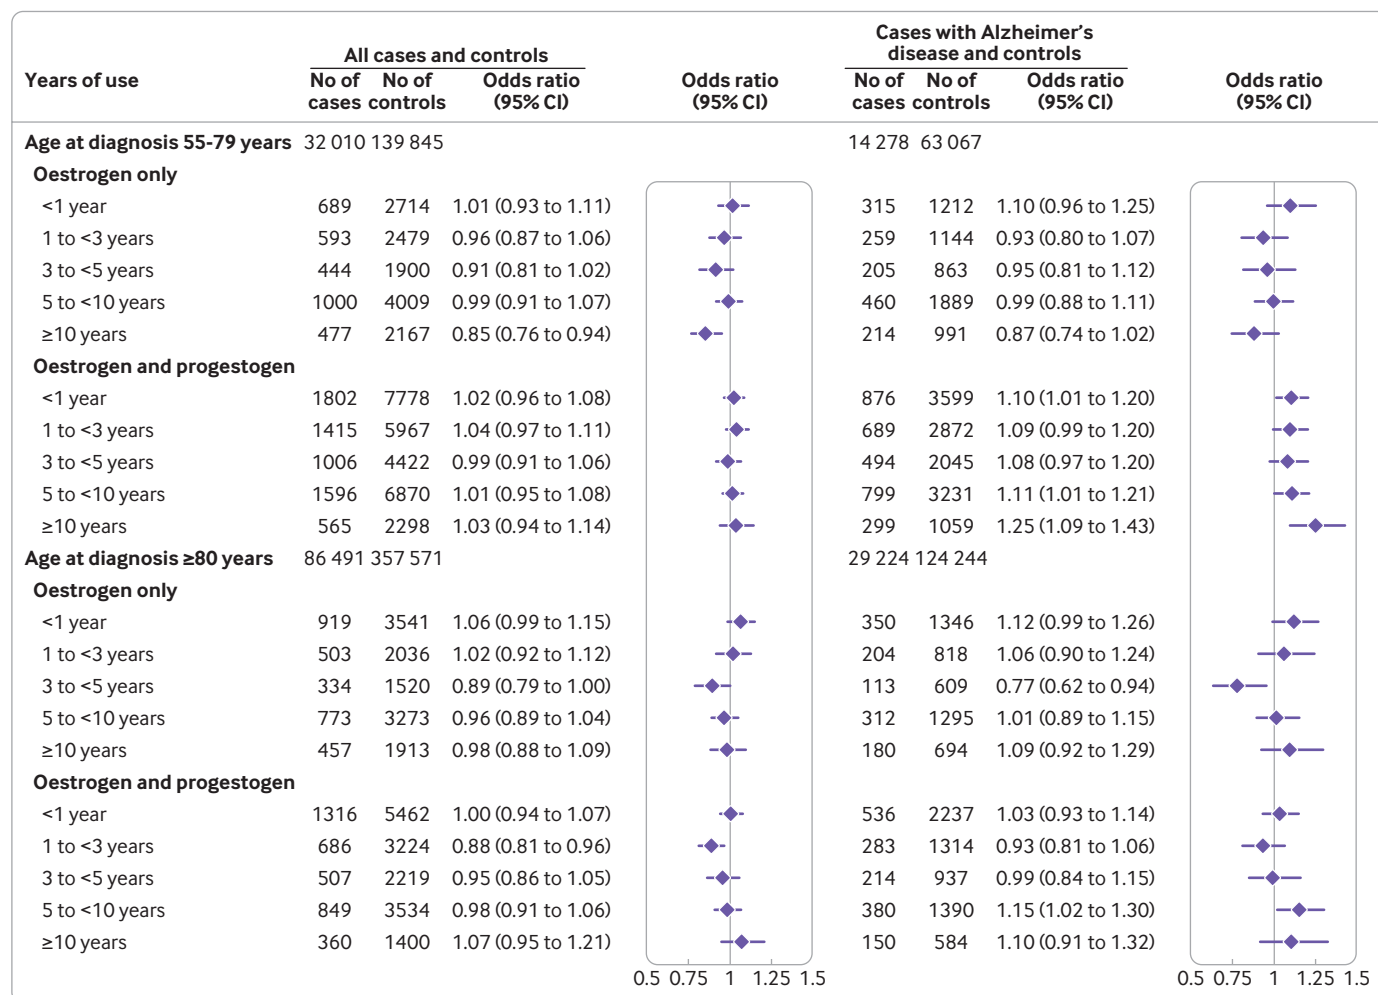 Years of use
All cases and controls
No of cases
No of controls
Odds ratio (95% CI)
Odds ratio (95% CI)
Cases with Alzheimer's disease and controls
No of cases
No of controls
Odds ratio (95% CI)
Odds ratio (95% CI)
Age at diagnosis 55-79 years 32 010 139 845 14 278 63 067
Oestrogen only
<1 year 689 2714 1.01 (0.93 to 1.11) 315 1212 1.10 (0.96 to 1.25)
1 to <3 years 593 2479 0.96 (0.87 to 1.06) 259 1144 0.93 (0.80 to 1.07)
3 to <5 years 444 1900 0.91 (0.81 to 1.02) 205 863 0.95 (0.81 to 1.12)
5 to <10 years 1000 4009 0.99 (0.91 to 1.07) 460 1889 0.99 (0.88 to 1.11)
≥10 years 477 2167 0.85 (0.76 to 0.94) 214 991 0.87 (0.74 to 1.02)
Oestrogen and progestogen
<1 year 1802 7778 1.02 (0.96 to 1.08) 876 3599 1.10 (1.01 to 1.20)
1 to <3 years 1415 5967 1.04 (0.97 to 1.11) 689 2872 1.09 (0.99 to 1.20)
3 to <5 years 1006 4422 0.99 (0.91 to 1.06) 494 2045 1.08 (0.97 to 1.20)
5 to <10 years 1596 6870 1.01 (0.95 to 1.08) 799 3231 1.11 (1.01 to 1.21)
≥10 years 565 2298 1.03 (0.94 to 1.14) 299 1059 1.25 (1.09 to 1.43)
Age at diagnosis ≥80 years 86 491 357 571 29 224 124 244
Oestrogen only
<1 year 919 3541 1.06 (0.99 to 1.15) 350 1346 1.12 (0.99 to 1.26)
1 to <3 years 503 2036 1.02 (0.92 to 1.12) 204 818 1.06 (0.90 to 1.24)
3 to <5 years 334 1520 0.89 (0.79 to 1.00) 113 609 0.77 (0.62 to 0.94)
5 to <10 years 773 3273 0.96 (0.89 to 1.04) 312 1295 1.01 (0.89 to 1.15)
≥10 years 457 1913 0.98 (0.88 to 1.09) 180 694 1.09 (0.92 to 1.29)
Oestrogen and progestogen
<1 year 1316 5462 1.00 (0.94 to 1.07) 536 2237 1.03 (0.93 to 1.14)
1 to <3 years 686 3224 0.88 (0.81 to 0.96) 283 1314 0.93 (0.81 to 1.06)
3 to <5 years 507 2219 0.95 (0.86 to 1.05) 214 937 0.99 (0.84 to 1.15)
5 to <10 years 849 3534 0.98 (0.91 to 1.06) 380 1390 1.15 (1.02 to 1.30)
≥10 years 360 1400 1.07 (0.95 to 1.21) 150 584 1.10 (0.91 to 1.32)
0.5 0.75 1 1.25 1.5 0.5 0.75 1 1.25 1.5